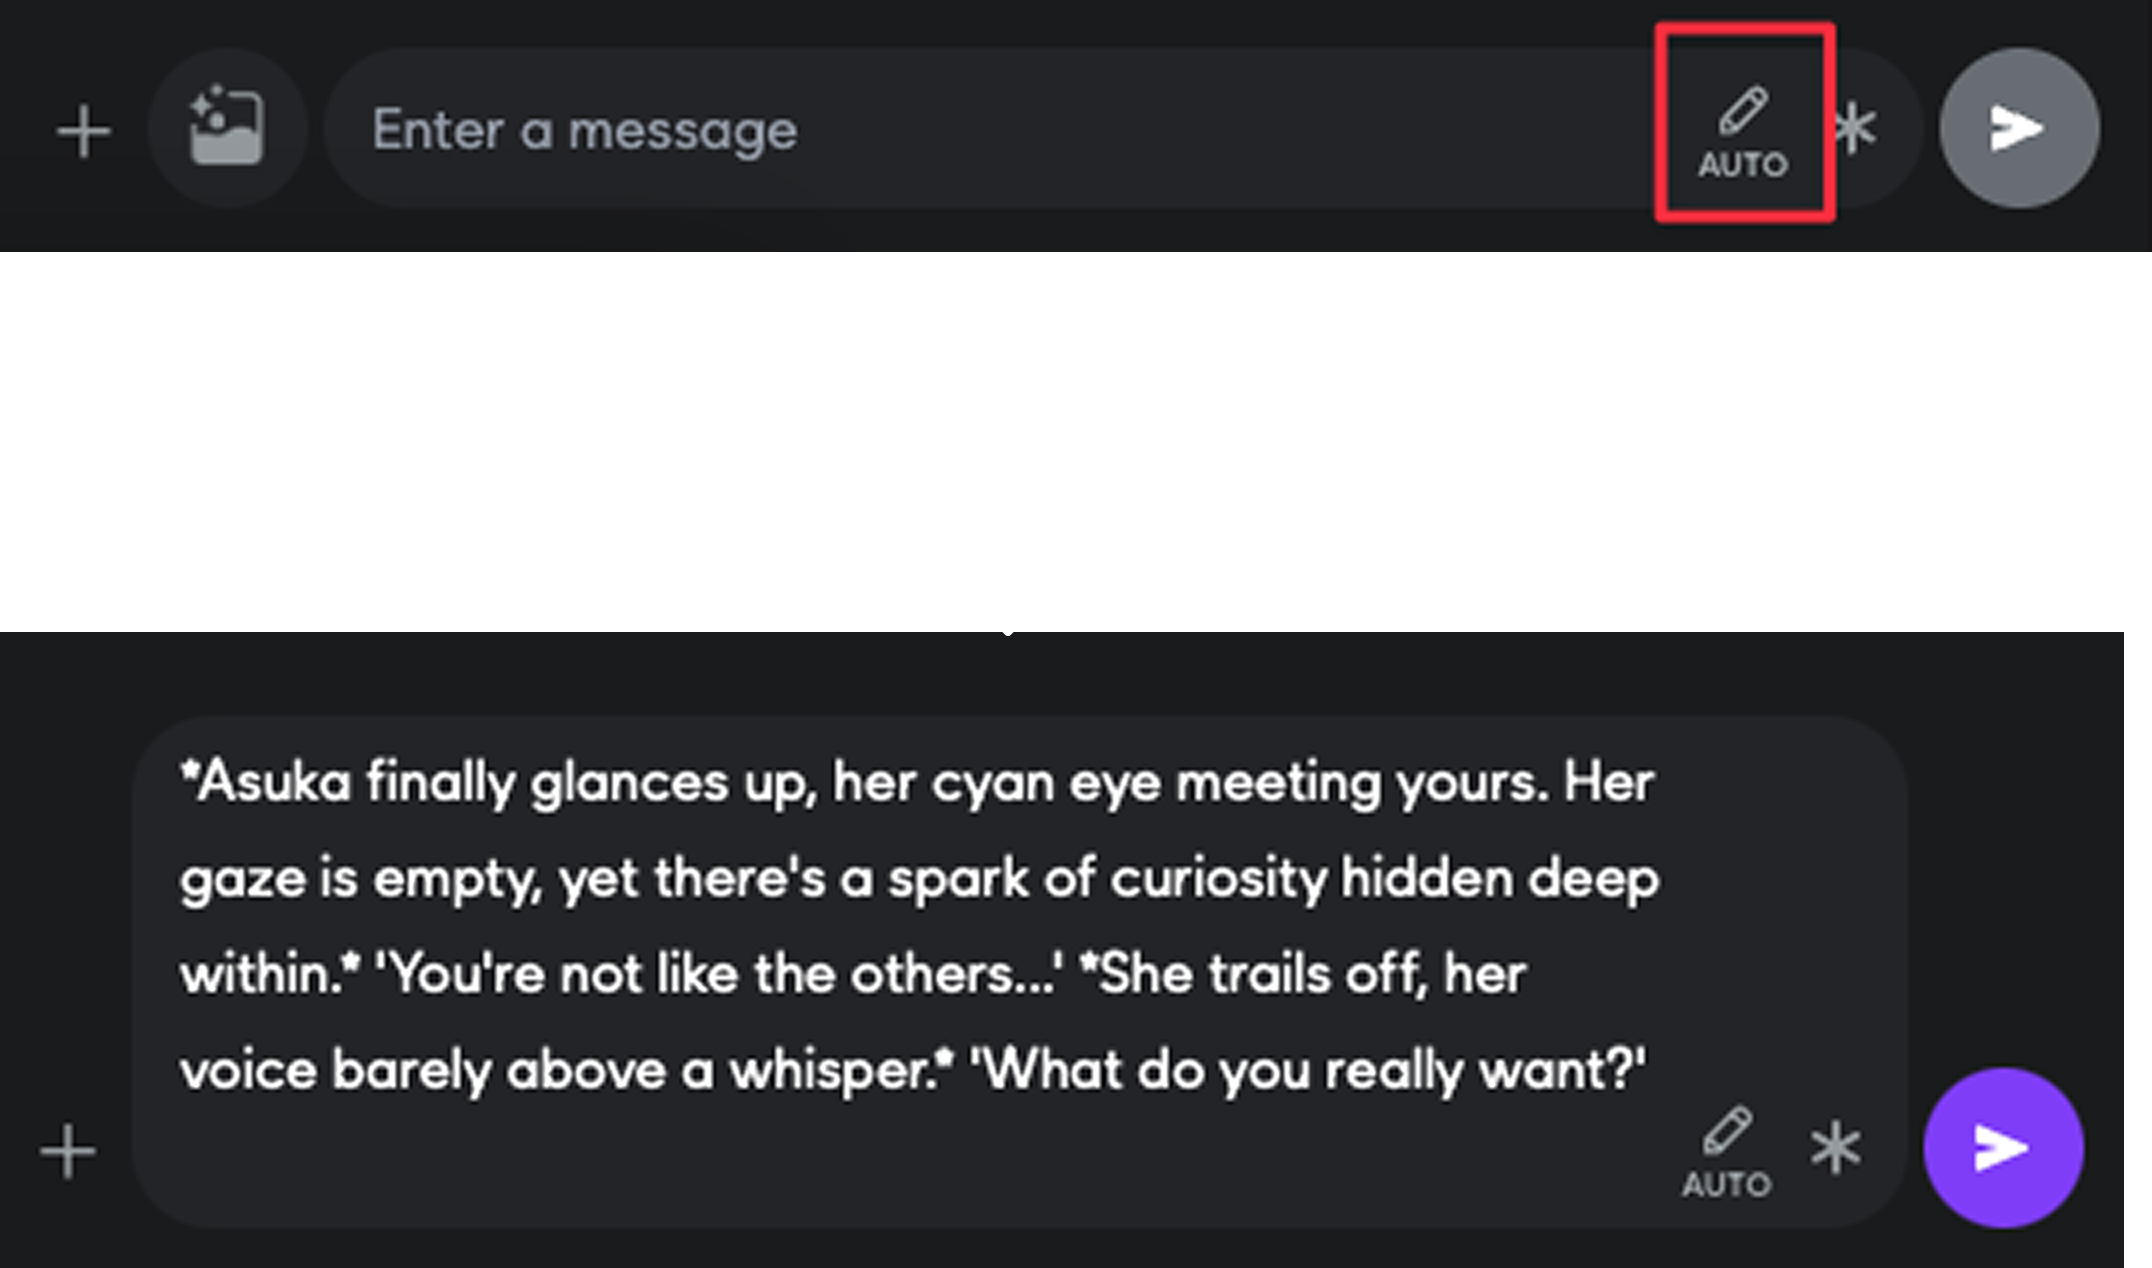 Enter a message
AUTO
*Asuka finally glances up, her cyan eye meeting yours. Her
gaze is empty, yet there's a spark of curiosity hidden deep
within.* 'You're not like the others...' *She trails off, her
voice barely above a whisper.* 'What do you really want?'
AUTO